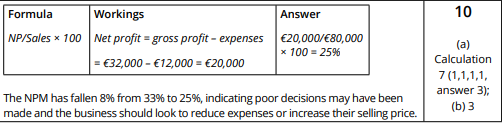 Formula Workings Answer 10
NP/Sales × 100 Net profit = gross profit – expenses €20,000/€80,000
= €32,000 – €12,000 = €20,000 × 100 = 25%
(a)
Calculation
7 (1,1,1,1,
answer 3);
(b) 3
The NPM has fallen 8% from 33% to 25%, indicating poor decisions may have been
made and the business should look to reduce expenses or increase their selling price.